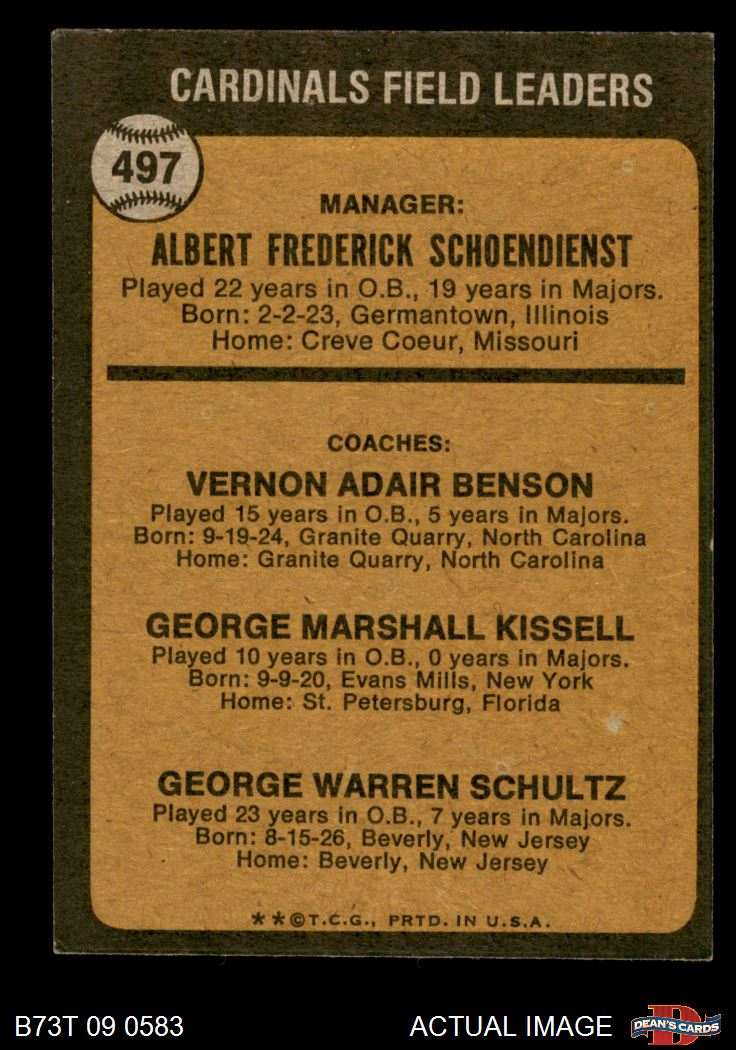 CARDINALS FIELD LEADERS
497
MANAGER:
ALBERT FREDERICK SCHOENDIENST
Played 22 years in O.B., 19 years in Majors.
Born: 2-2-23, Germantown, Illinois
Home: Creve Coeur, Missouri
COACHES:
VERNON ADAIR BENSON
Played 15 years in O.B., 5 years in Majors.
Born: 9-19-24, Granite Quarry, North Carolina
Home: Granite Quarry, North Carolina
GEORGE MARSHALL KISSELL
Played 10 years in O.B., 0 years in Majors.
Born: 9-9-20, Evans Mills, New York
Home: St. Petersburg, Florida
GEORGE WARREN SCHULTZ
Played 23 years in O.B., 7 years in Majors.
Born: 8-15-26, Beverly, New Jersey
Home: Beverly, New Jersey
**©T.C.G., PRTD. IN U.S.A.
B73T 09 0583
ACTUAL IMAGE
D
DEAN'S CARDS